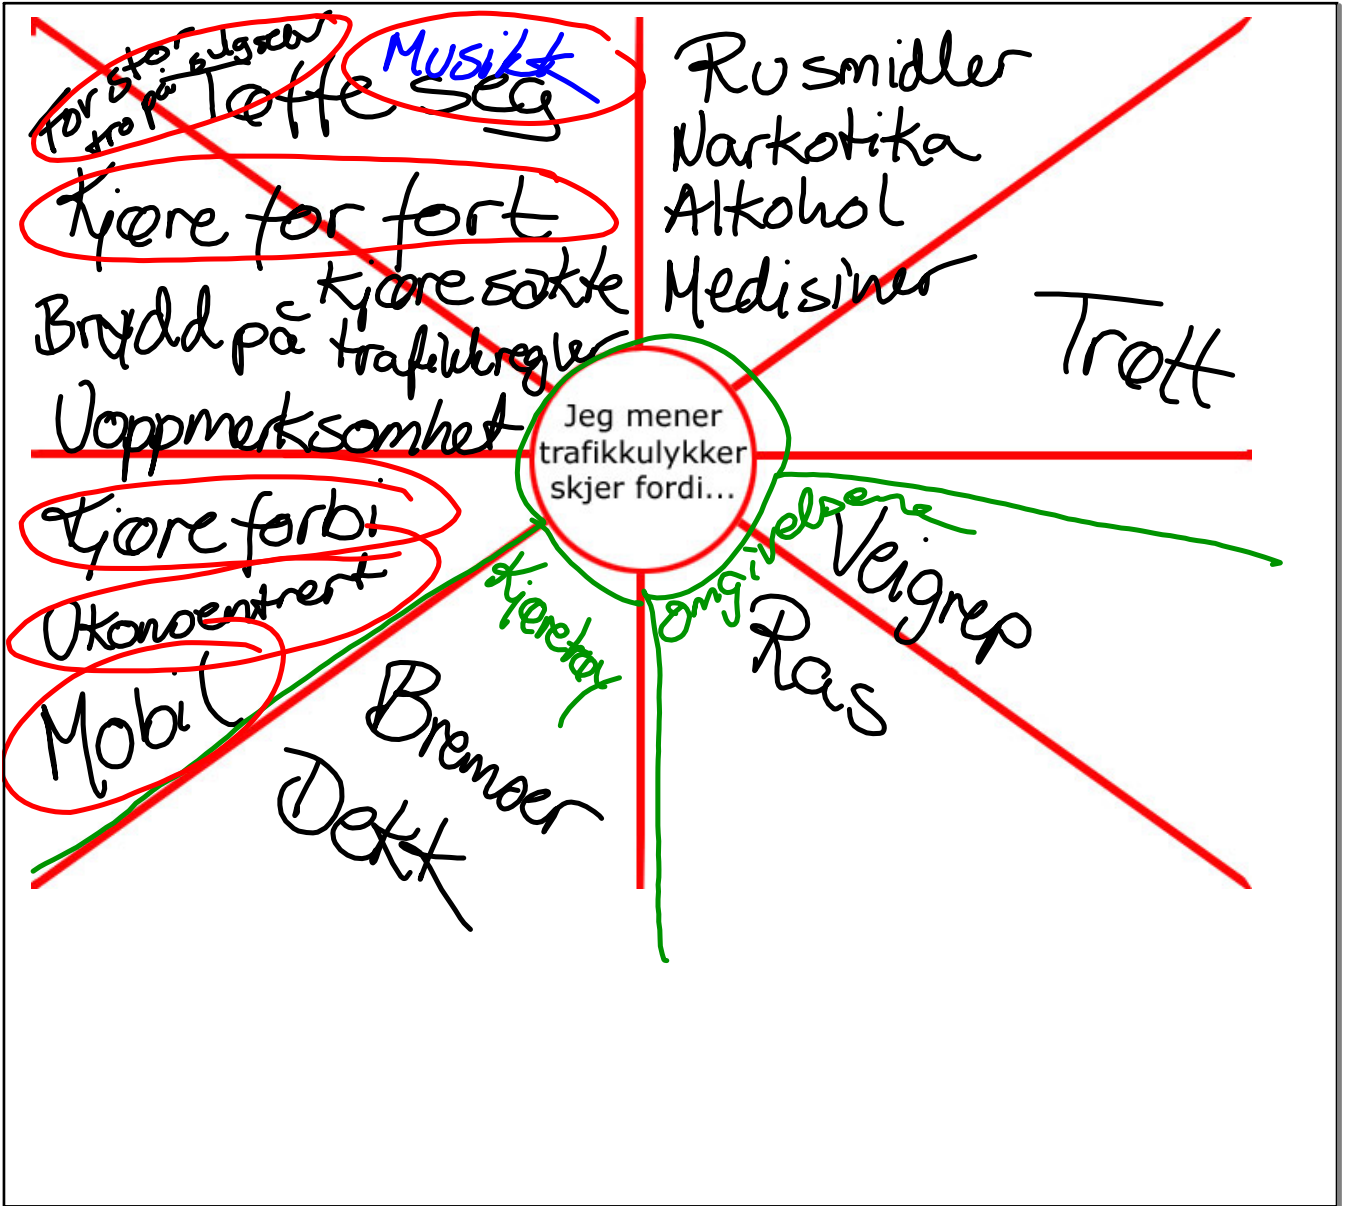 for stor
tro på
Musikk
Tøffe seg
Kjøre for fort
Kjøre sakte
Brydd på trafikkregler
Uoppmerksomhet
Kjøre forbi
Ukonsentrert
Mobil
Rusmidler
Narkotika
Alkohol
Medisiner
Trøtt
Jeg mener
trafikkulykker
skjer fordi...
omgivelsene
Veigrep
Ras
Kjøretøy
Bremser
Dekk